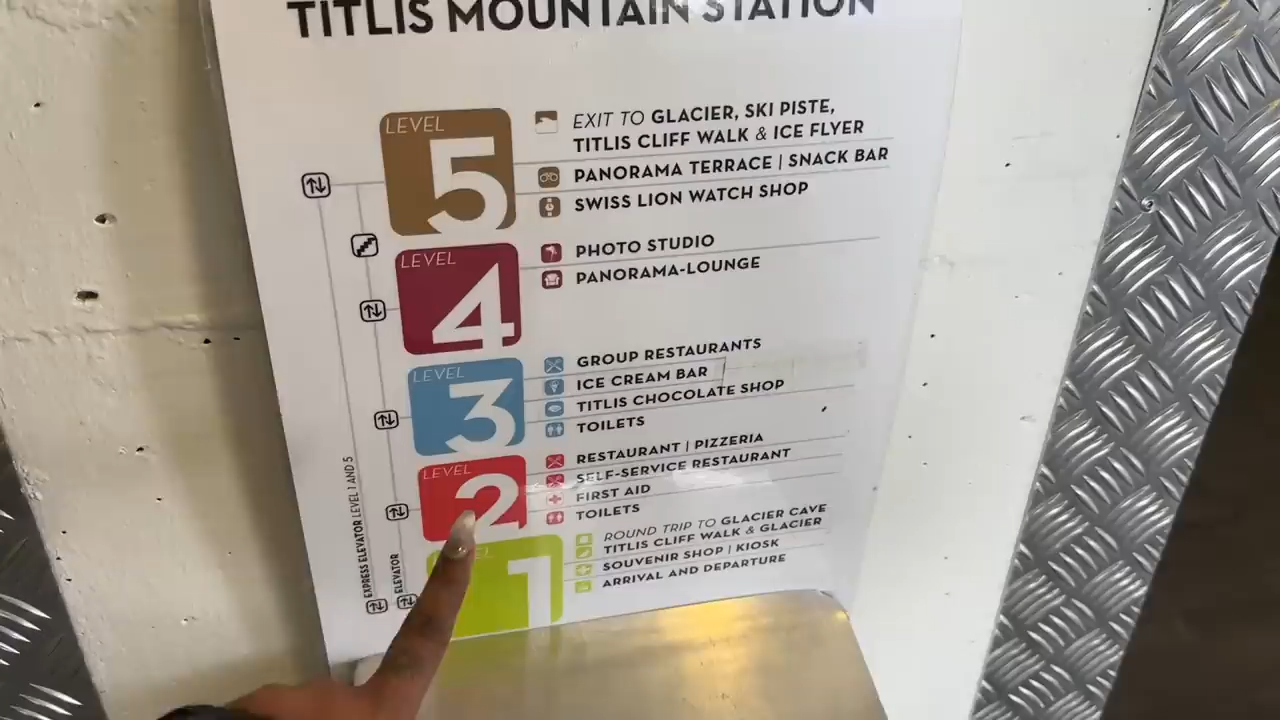 TITLIS MOUNTAIN STATION
LEVEL
5
EXIT TO GLACIER, SKI PISTE,
TITLIS CLIFF WALK & ICE FLYER
PANORAMA TERRACE | SNACK BAR
SWISS LION WATCH SHOP
LEVEL
4
PHOTO STUDIO
PANORAMA-LOUNGE
LEVEL
3
GROUP RESTAURANTS
ICE CREAM BAR
TITLIS CHOCOLATE SHOP
TOILETS
LEVEL
2
RESTAURANT | PIZZERIA
SELF-SERVICE RESTAURANT
FIRST AID
TOILETS
1
ROUND TRIP TO GLACIER CAVE
TITLIS CLIFF WALK & GLACIER
SOUVENIR SHOP | KIOSK
ARRIVAL AND DEPARTURE
EXPRESS ELEVATOR LEVEL 1 AND 5
ELEVATOR